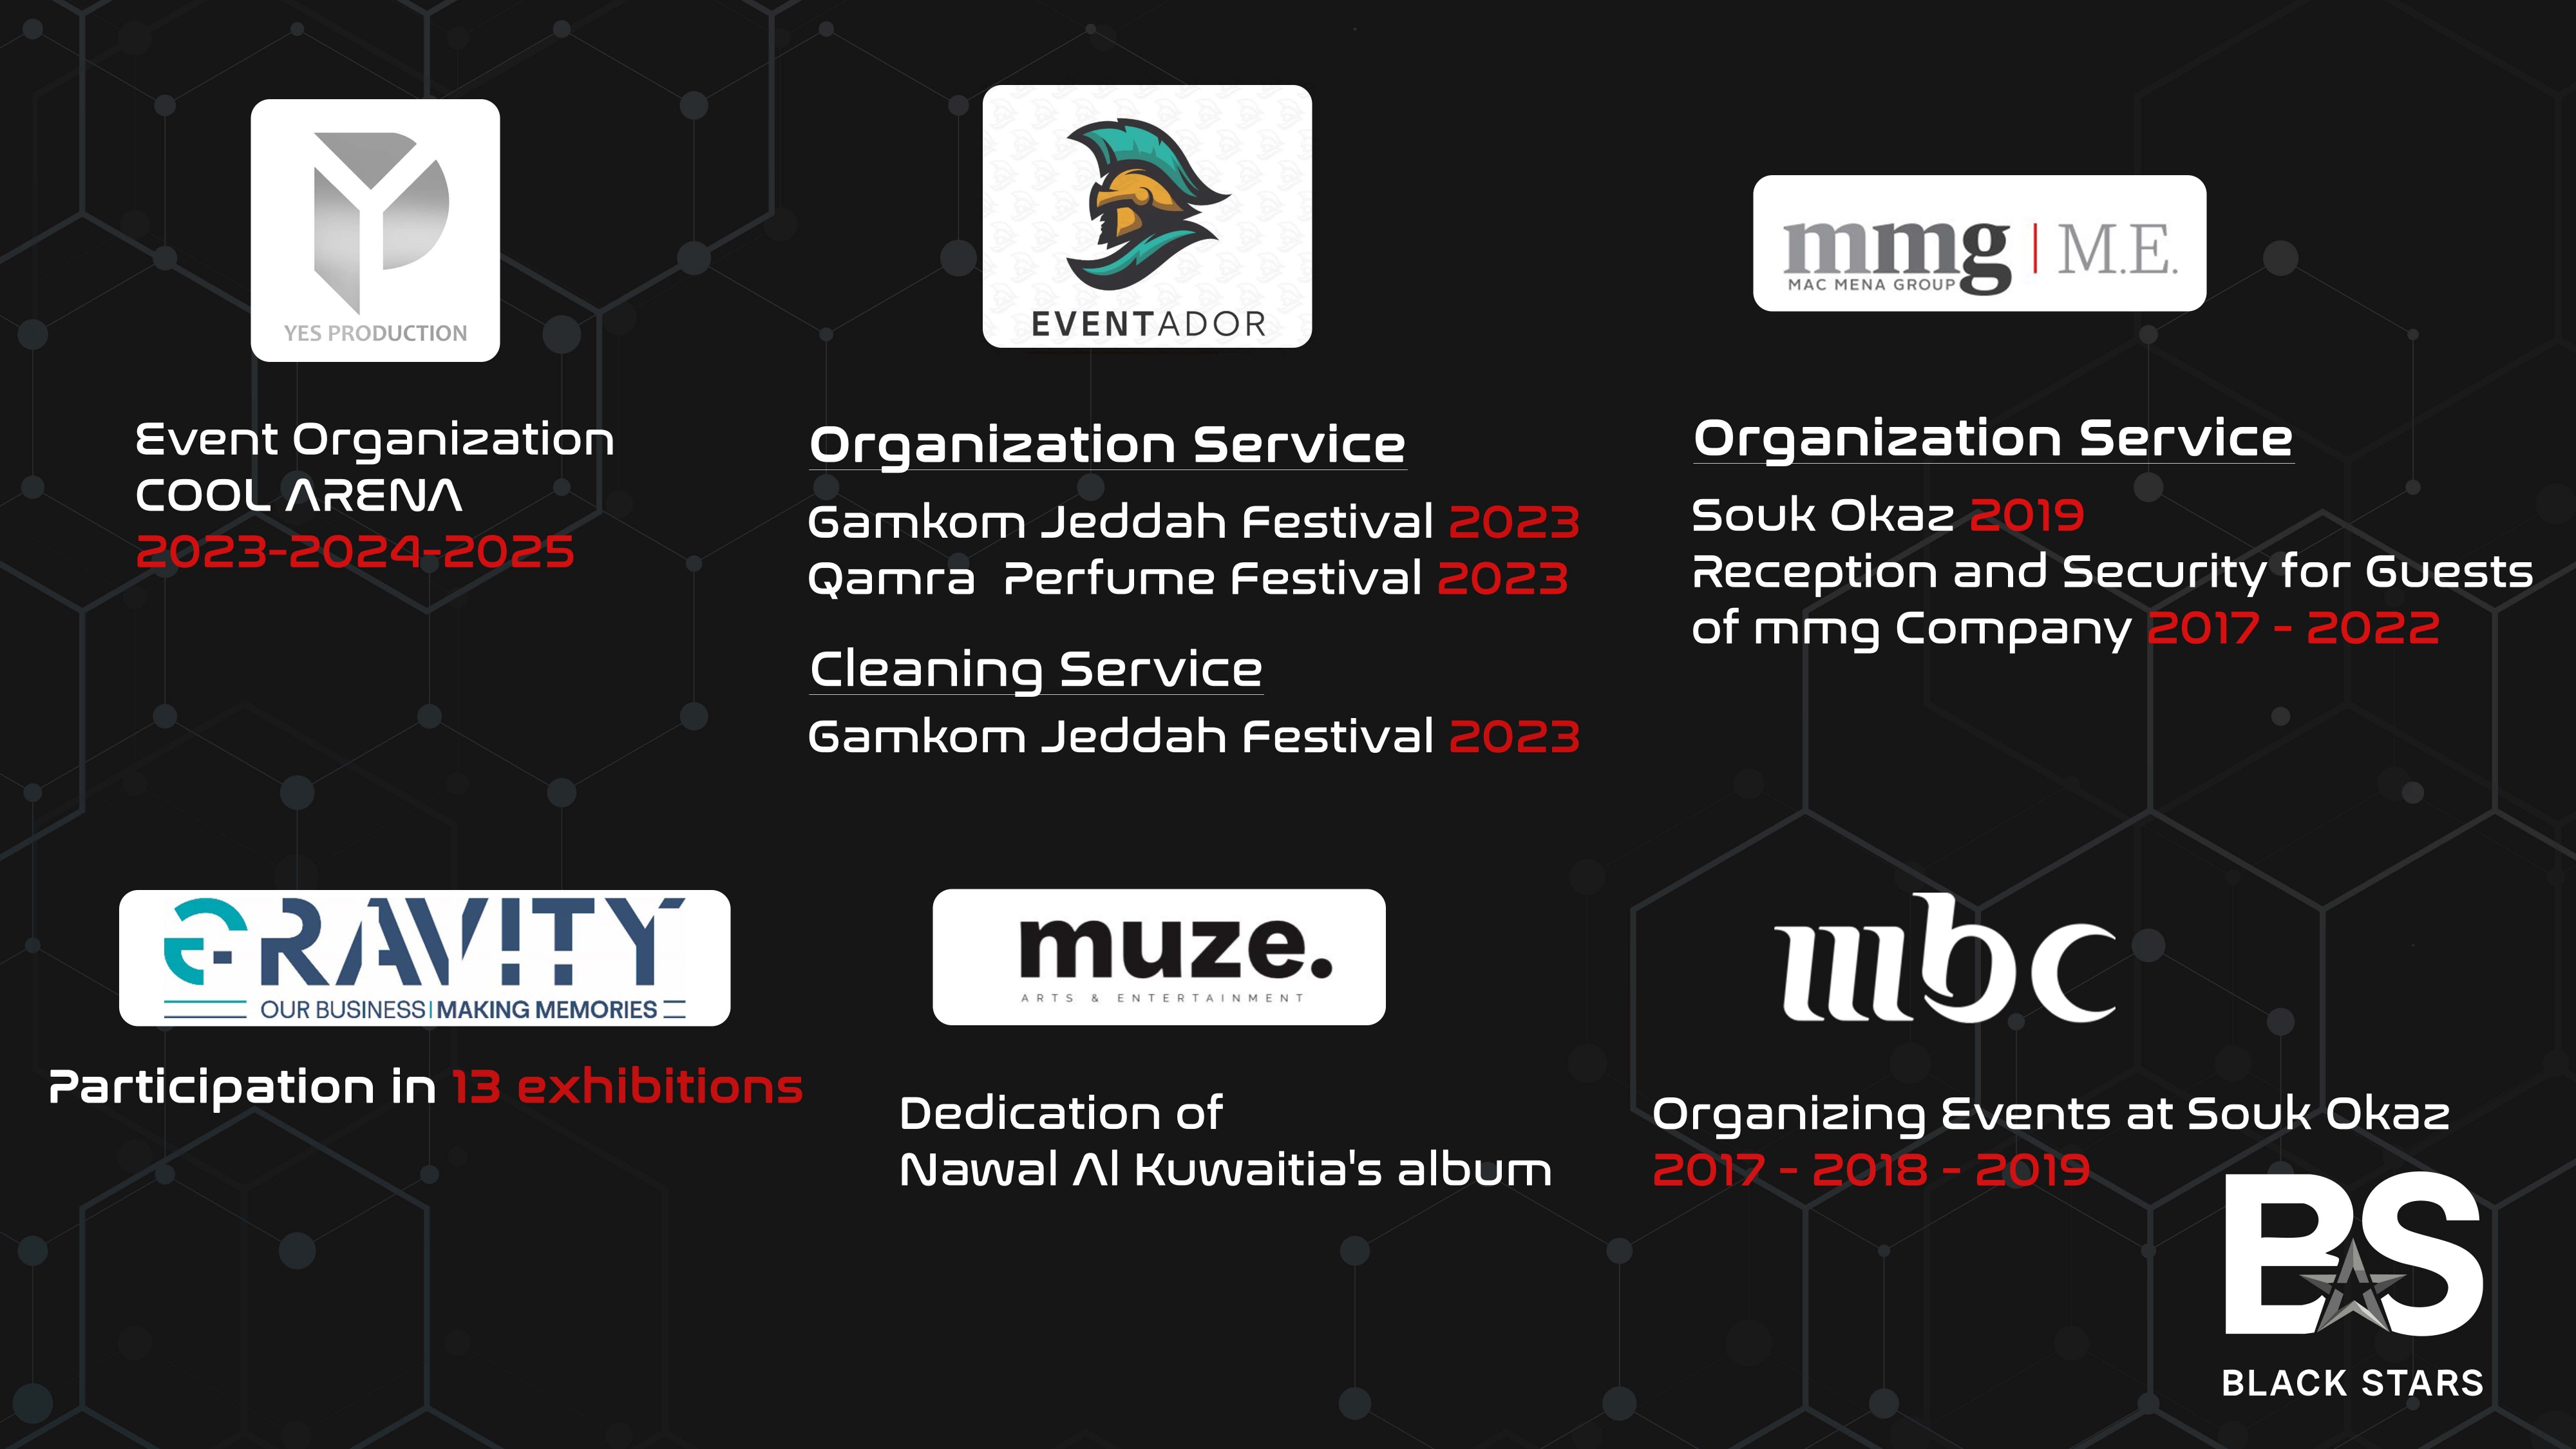 YES PRODUCTION
Event Organization
COOL ARENA
2023-2024-2025
EVENTADOR
Organization Service
Gamkom Jeddah Festival 2023
Qamra  Perfume Festival 2023
Cleaning Service
Gamkom Jeddah Festival 2023
mmg | M.E.
MAC MENA GROUP
Organization Service
Souk Okaz 2019
Reception and Security for Guests
of mmg Company 2017 - 2022
GRAVITY
OUR BUSINESS | MAKING MEMORIES
Participation in 13 exhibitions
muze.
ARTS & ENTERTAINMENT
Dedication of
Nawal Al Kuwaitia's album
mbc
Organizing Events at Souk Okaz
2017 - 2018 - 2019
BS
BLACK STARS